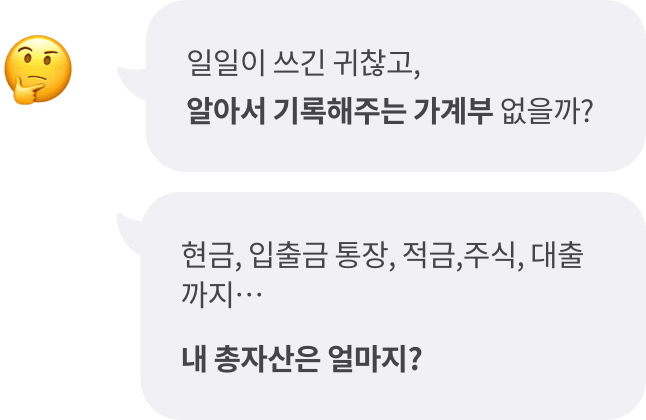 일일이 쓰긴 귀찮고,
알아서 기록해주는 가계부 없을까?
현금, 입출금 통장, 적금,주식, 대출
까지…
내 총자산은 얼마지?